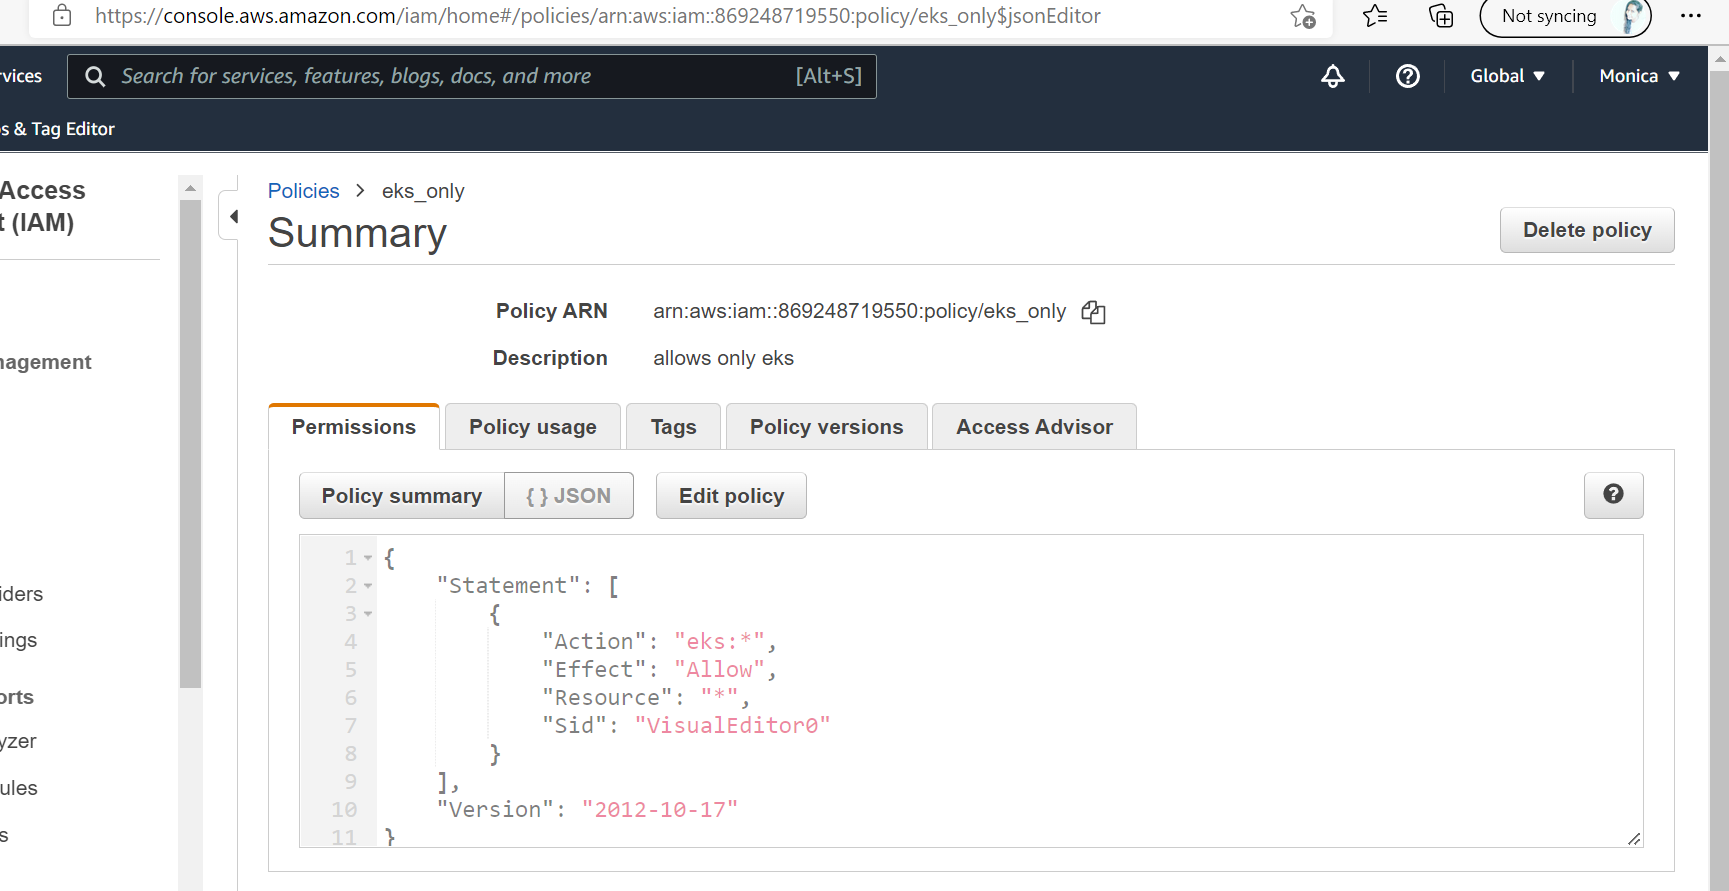 https://console.aws.amazon.com/iam/home#/policies/arn:aws:iam::869248719550:policy/eks_only$jsonEditor
Not syncing
rvices
Search for services, features, blogs, docs, and more [Alt+S]
Global
Monica
s & Tag Editor
Access
t (IAM)
nagement
iders
ings
orts
yzer
ules
s
Policies > eks_only
Summary
Delete policy
Policy ARN arn:aws:iam::869248719550:policy/eks_only
Description allows only eks
Permissions Policy usage Tags Policy versions Access Advisor
Policy summary { } JSON Edit policy
1 {
2 "Statement": [
3 {
4 "Action": "eks:*",
5 "Effect": "Allow",
6 "Resource": "*",
7 "Sid": "VisualEditor0"
8 }
9 ],
10 "Version": "2012-10-17"
11 }